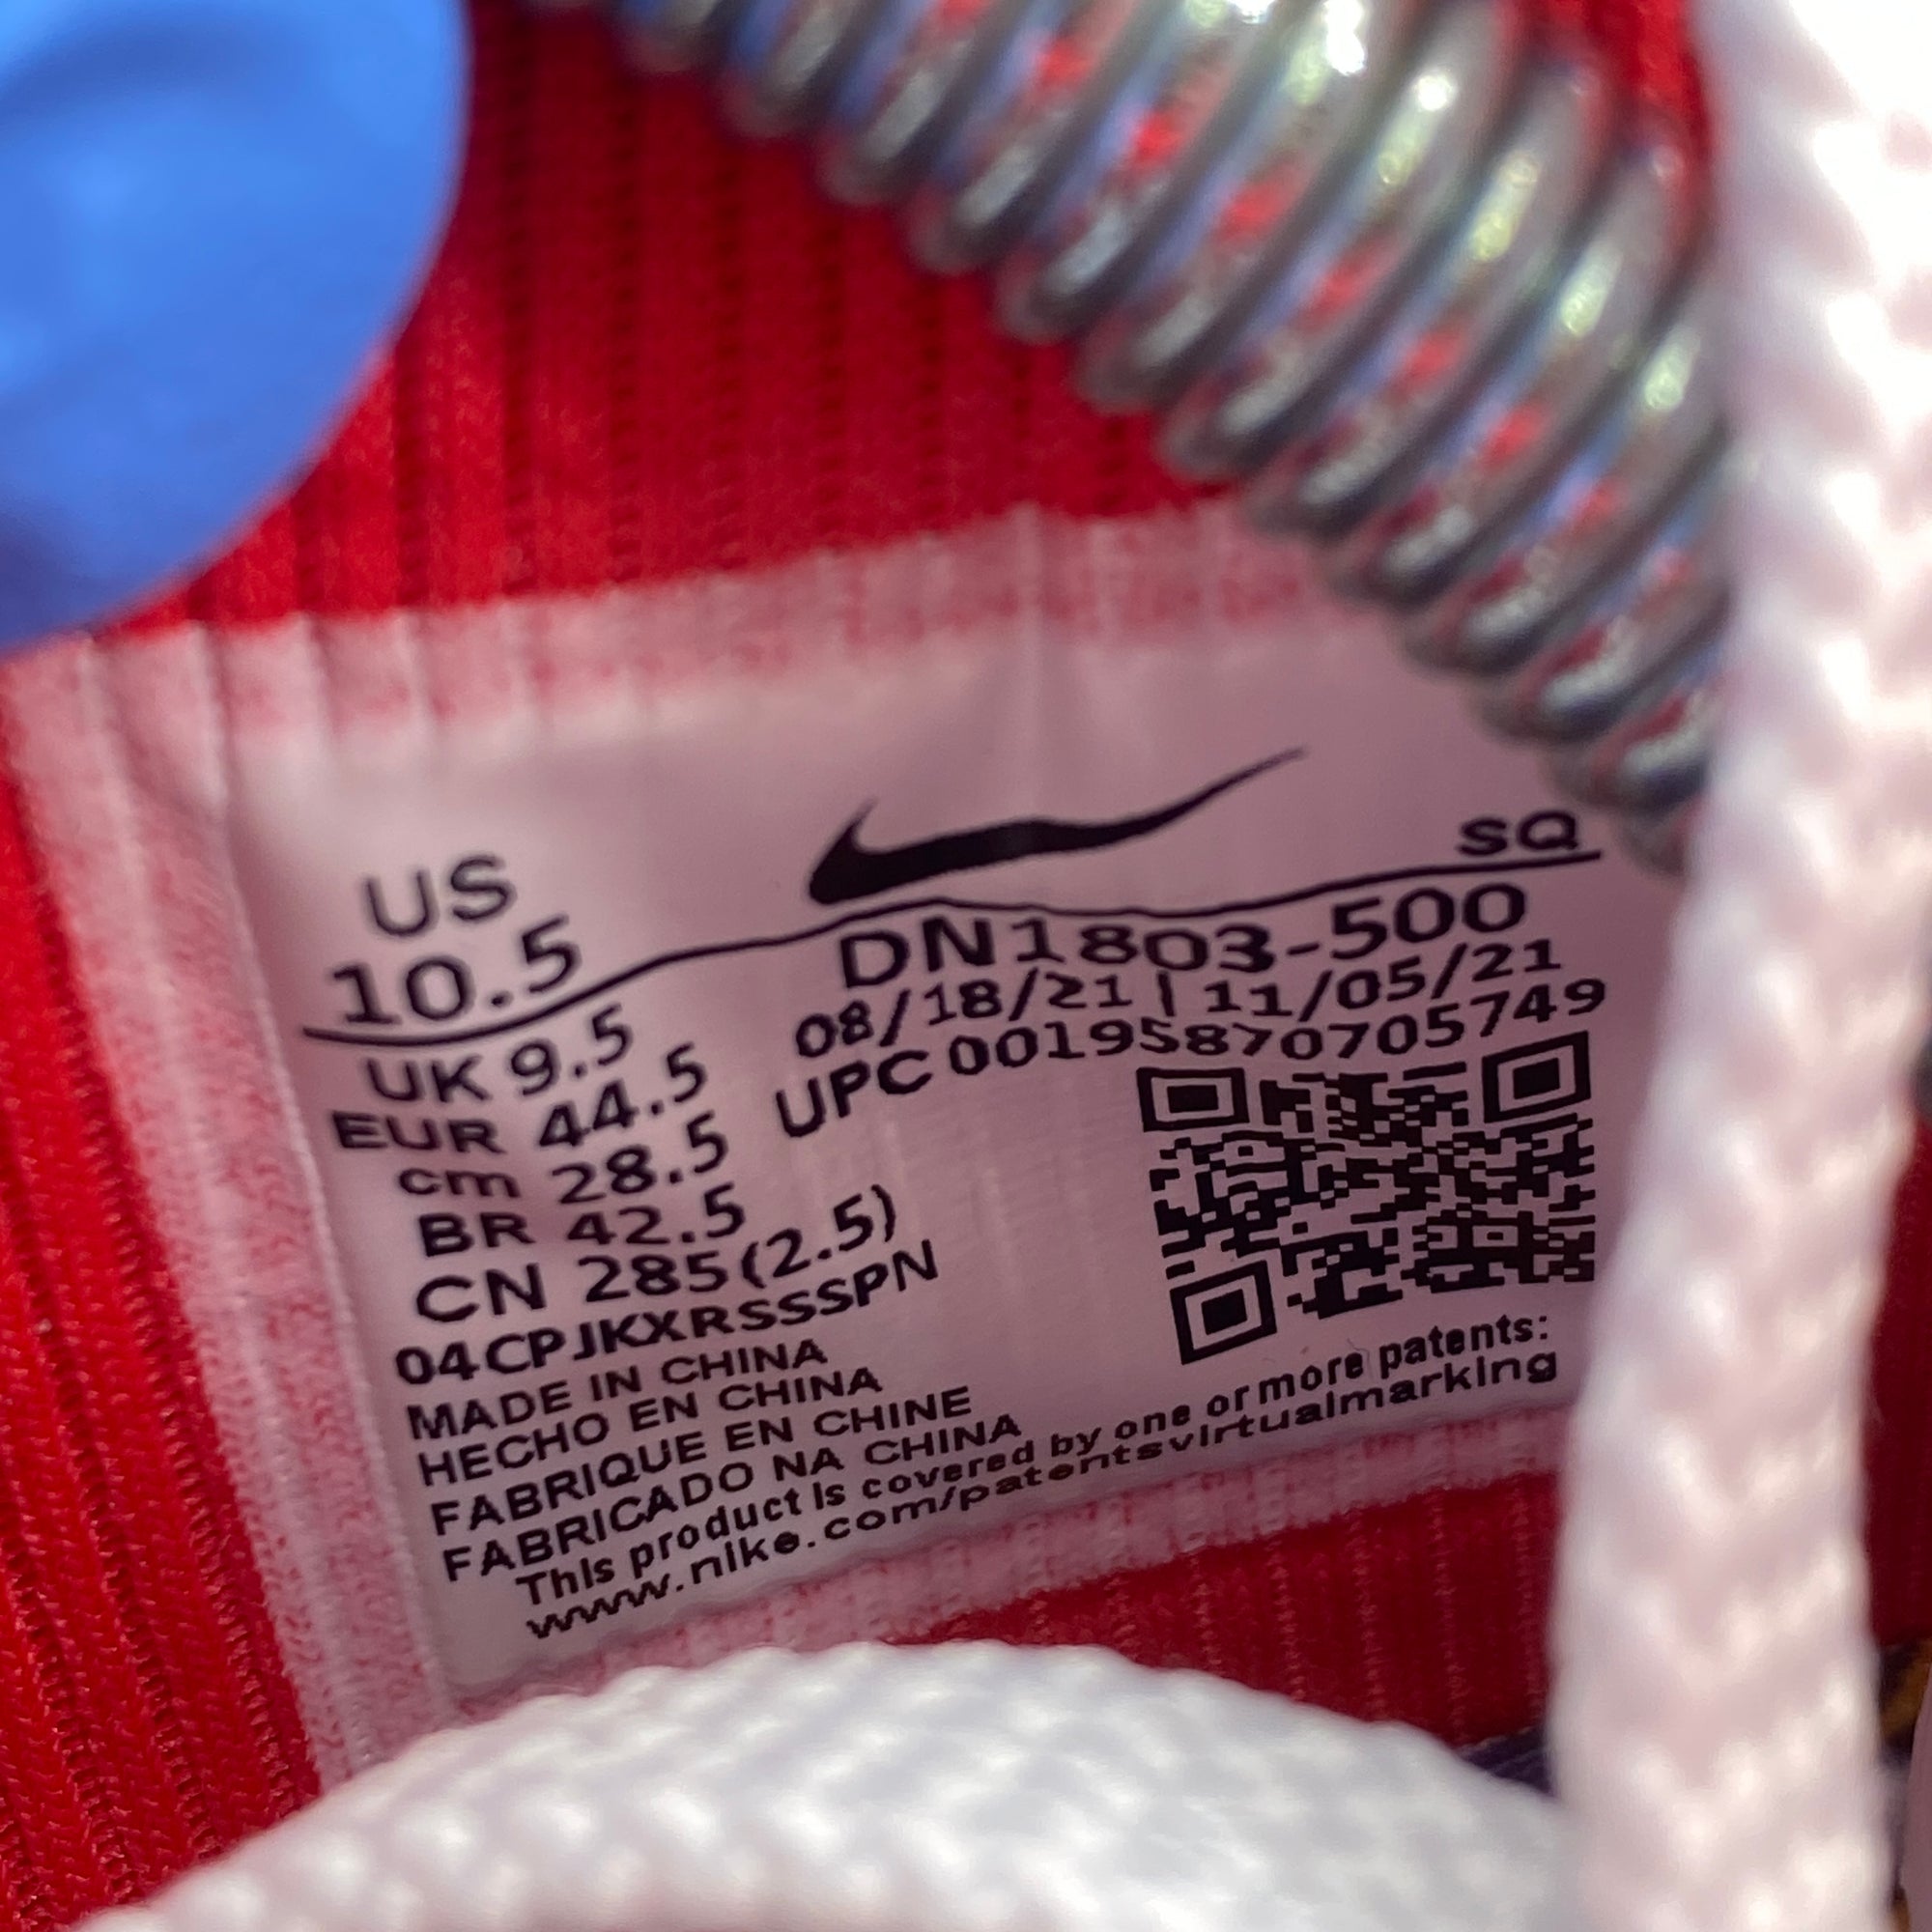 US
10.5
UK 9.5
EUR 44.5
cm 28.5
BR 42.5
CN 285(2.5)
04CPJKXRSSSPN
MADE IN CHINA
HECHO EN CHINA
FABRIQUE EN CHINE
FABRICADO NA CHINA
This product is covered by one or more patents:
www.nike.com/patentsvirtualmarking
SQ
DN1803-500
08/18/21 | 11/05/21
UPC 00195870705749